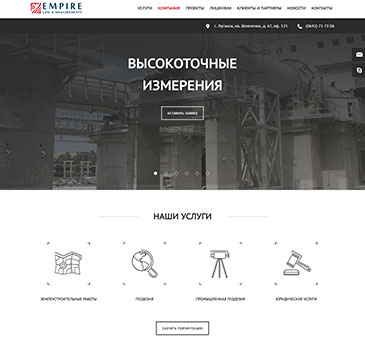 EMPIRE
LAW & MEASUREMENTS
УСЛУГИ КОМПАНИЯ ПРОЕКТЫ ЛИЦЕНЗИИ КЛИЕНТЫ И ПАРТНЕРЫ НОВОСТИ КОНТАКТЫ
г. Луганск, кв. Шевченко, д. 67, оф. 125 (0642) 71 73 06
ВЫСОКОТОЧНЫЕ
ИЗМЕРЕНИЯ
оставить заявку
НАШИ УСЛУГИ
ЗЕМЛЕУСТРОИТЕЛЬНЫЕ РАБОТЫ ГЕОДЕЗИЯ ПРОМЫШЛЕННАЯ ГЕОДЕЗИЯ ЮРИДИЧЕСКИЕ УСЛУГИ
скачать презентацию